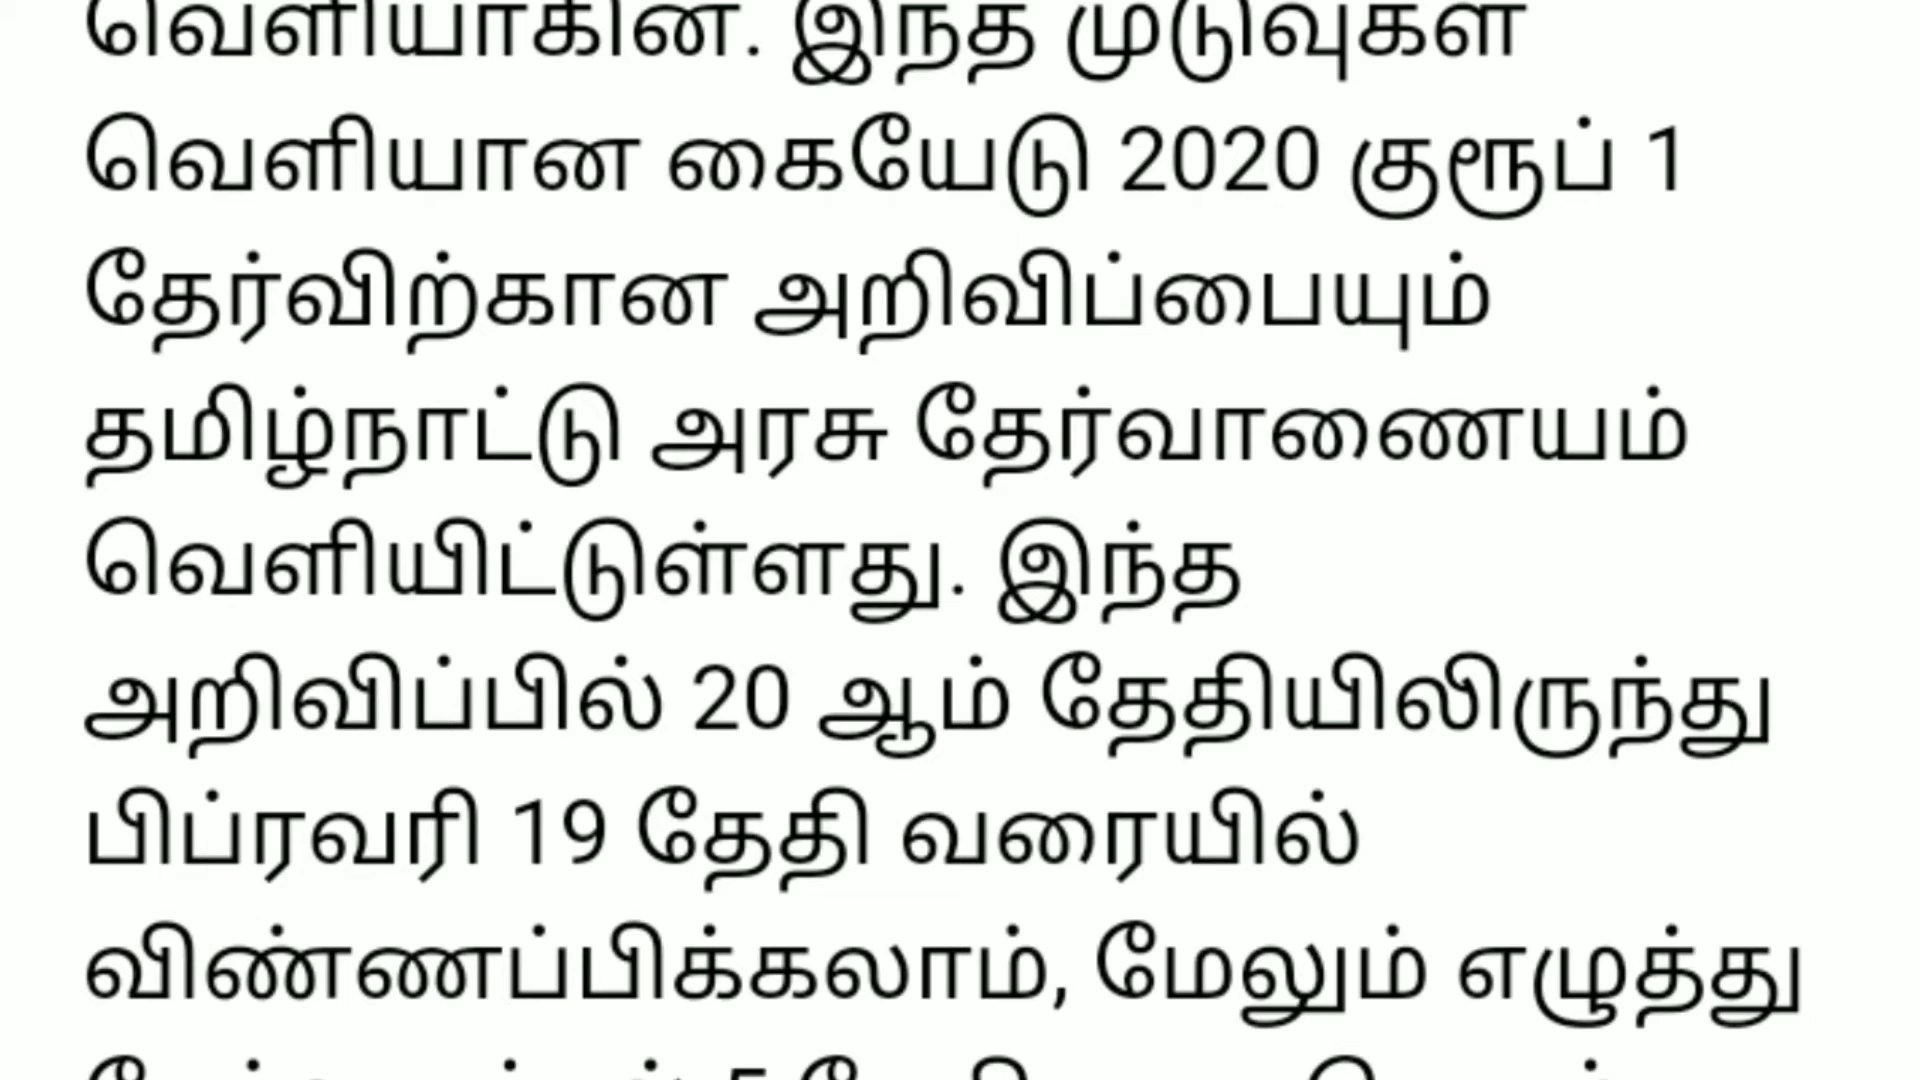 வெளியாகின. இந்த முடுவுகள்
வெளியான கையேடு 2020 குரூப் 1
தேர்விற்கான அறிவிப்பையும்
தமிழ்நாட்டு அரசு தேர்வாணையம்
வெளியிட்டுள்ளது. இந்த
அறிவிப்பில் 20 ஆம் தேதியிலிருந்து
பிப்ரவரி 19 தேதி வரையில்
விண்ணப்பிக்கலாம், மேலும் எழுத்து